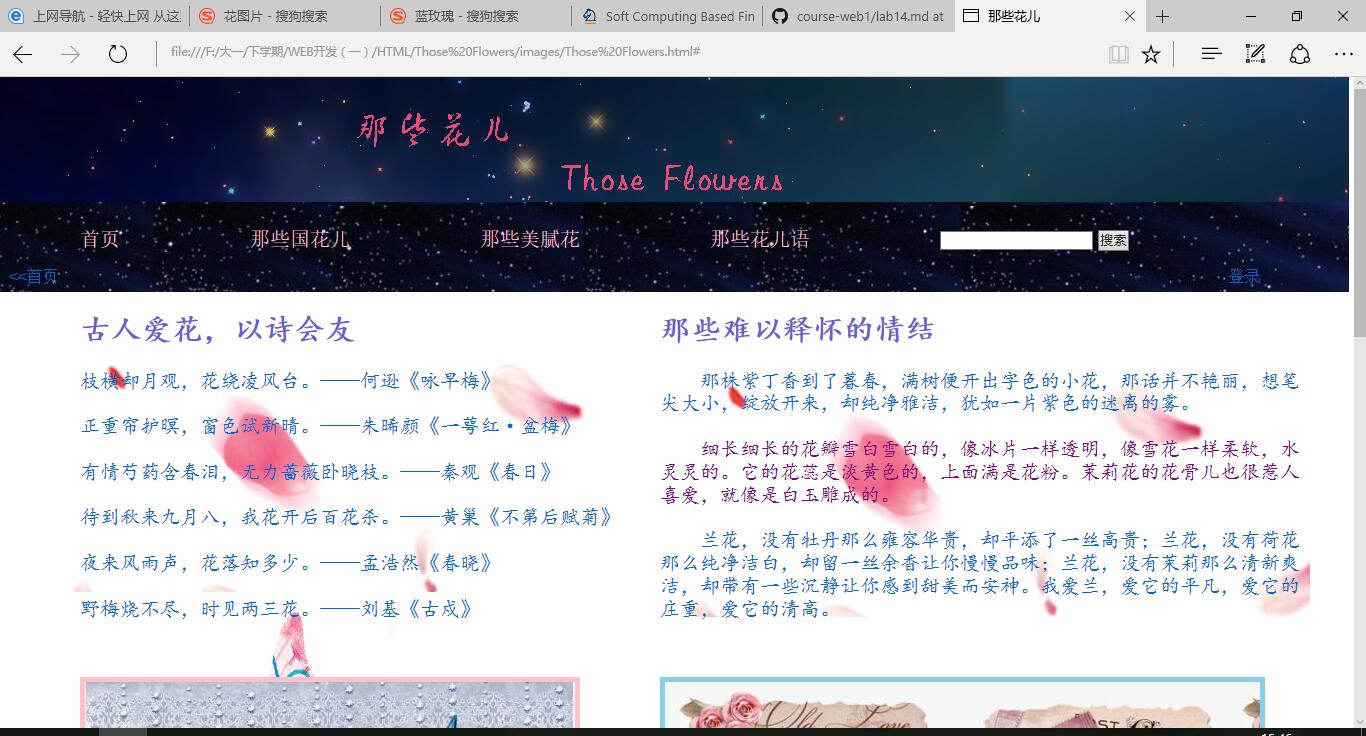 上网导航 - 轻快上网 从这
花图片 - 搜狗搜索
蓝玫瑰 - 搜狗搜索
Soft Computing Based Fin
course-web1/lab14.md at
那些花儿
file:///F:/大一/下学期/WEB开发 ( 一 ) /HTML/Those%20Flowers/images/Those%20Flowers.html#
那些花儿
Those Flowers
首页
那些国花儿
那些美腻花
那些花儿语
搜索
<<首页
登录
古人爱花，以诗会友
枝横却月观，花绕凌风台。——何逊《咏早梅》
正重帘护暝，窗色试新晴。——朱晞颜《一萼红·盆梅》
有情芍药含春泪，无力蔷薇卧晓枝。——秦观《春日》
待到秋来九月八，我花开后百花杀。——黄巢《不第后赋菊》
夜来风雨声，花落知多少。——孟浩然《春晓》
野梅烧不尽，时见两三花。——刘基《古戍》
那些难以释怀的情结
那株紫丁香到了暮春，满树便开出字色的小花，那话并不艳丽，想笔
尖大小，绽放开来，却纯净雅洁，犹如一片紫色的迷离的雾。
细长细长的花瓣雪白雪白的，像冰片一样透明，像雪花一样柔软，水
灵灵的。它的花蕊是淡黄色的，上面满是花粉。茉莉花的花骨儿也很惹人
喜爱，就像是白玉雕成的。
兰花，没有牡丹那么雍容华贵，却平添了一丝高贵；兰花，没有荷花
那么纯净洁白，却留一丝余香让你慢慢品味；兰花，没有茉莉那么清新爽
洁，却带有一些沉静让你感到甜美而安神。我爱兰，爱它的平凡，爱它的
庄重，爱它的清高。